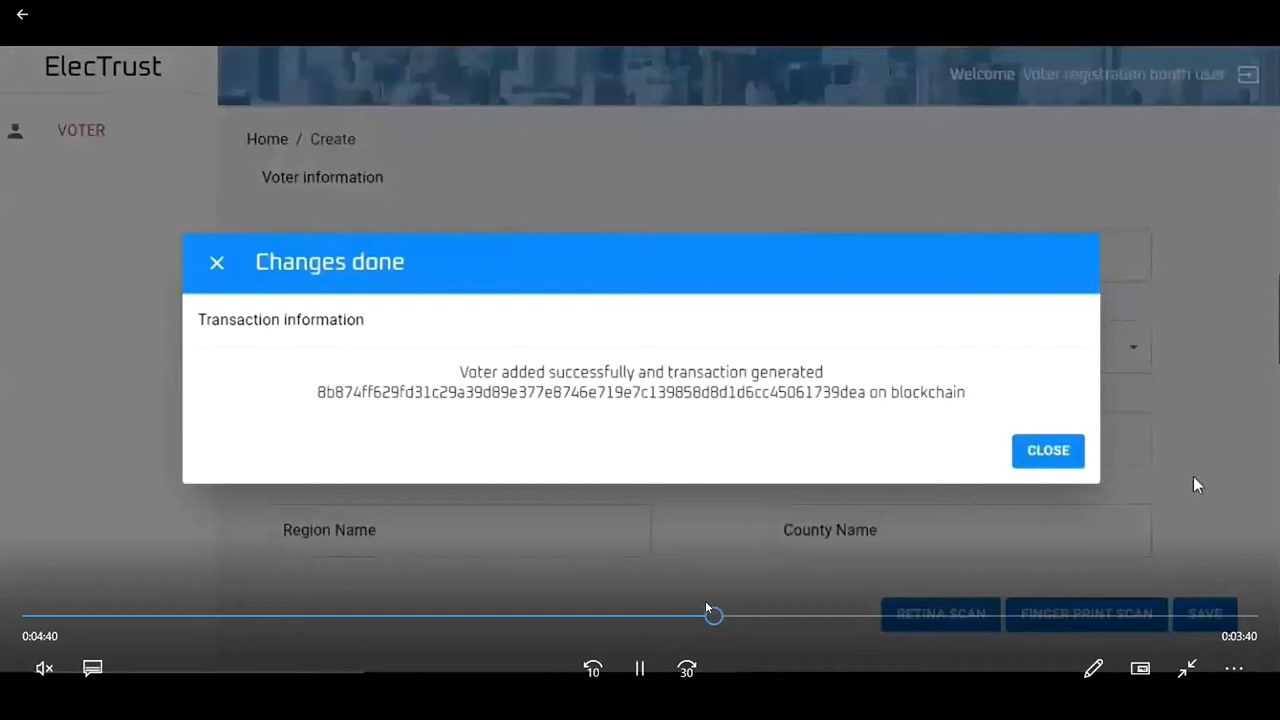 ElecTrust
Welcome Voter registration booth user
VOTER
Home / Create
Voter information
Changes done
Transaction information
Voter added successfully and transaction generated
8b874ff629fd31c29a39d89e377e8746e719e7c139858d8d1d6cc45061739dea on blockchain
CLOSE
Region Name
County Name
RETINA SCAN
FINGER PRINT SCAN
SAVE
0:04:40
0:03:40
10
30